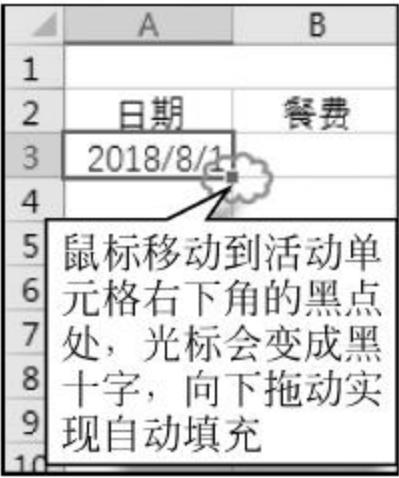 A B
1
2 日期 餐费
3 2018/8/1
4
5
6
7
8
9
10
鼠标移动到活动单
元格右下角的黑点
处，光标会变成黑
十字，向下拖动实
现自动填充